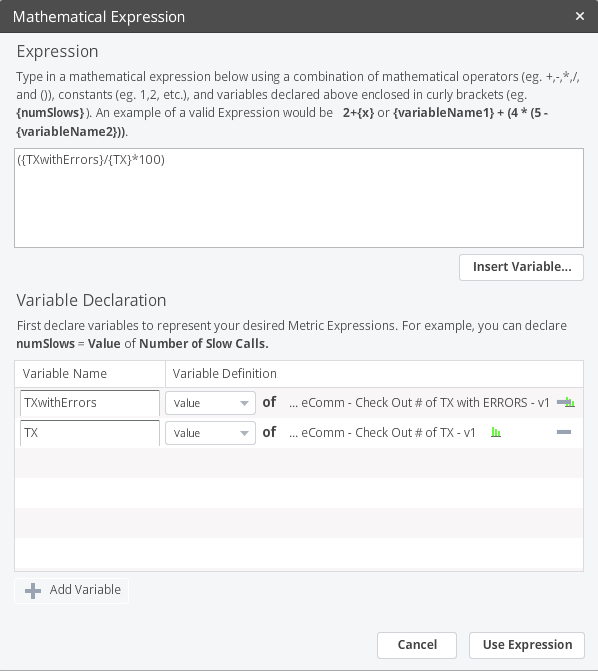 Mathematical Expression ×
Expression
Type in a mathematical expression below using a combination of mathematical operators (eg. +,-,*,/,
and ()), constants (eg. 1,2, etc.), and variables declared above enclosed in curly brackets (eg.
{numSlows}). An example of a valid Expression would be 2+{x} or {variableName1} + (4 * (5 -
{variableName2})).
({TXwithErrors}/{TX}*100)
Insert Variable...
Variable Declaration
First declare variables to represent your desired Metric Expressions. For example, you can declare
numSlows = Value of Number of Slow Calls.
Variable Name Variable Definition
TXwithErrors Value of ... eComm - Check Out # of TX with ERRORS - v1
TX Value of ... eComm - Check Out # of TX - v1
Add Variable
Cancel Use Expression